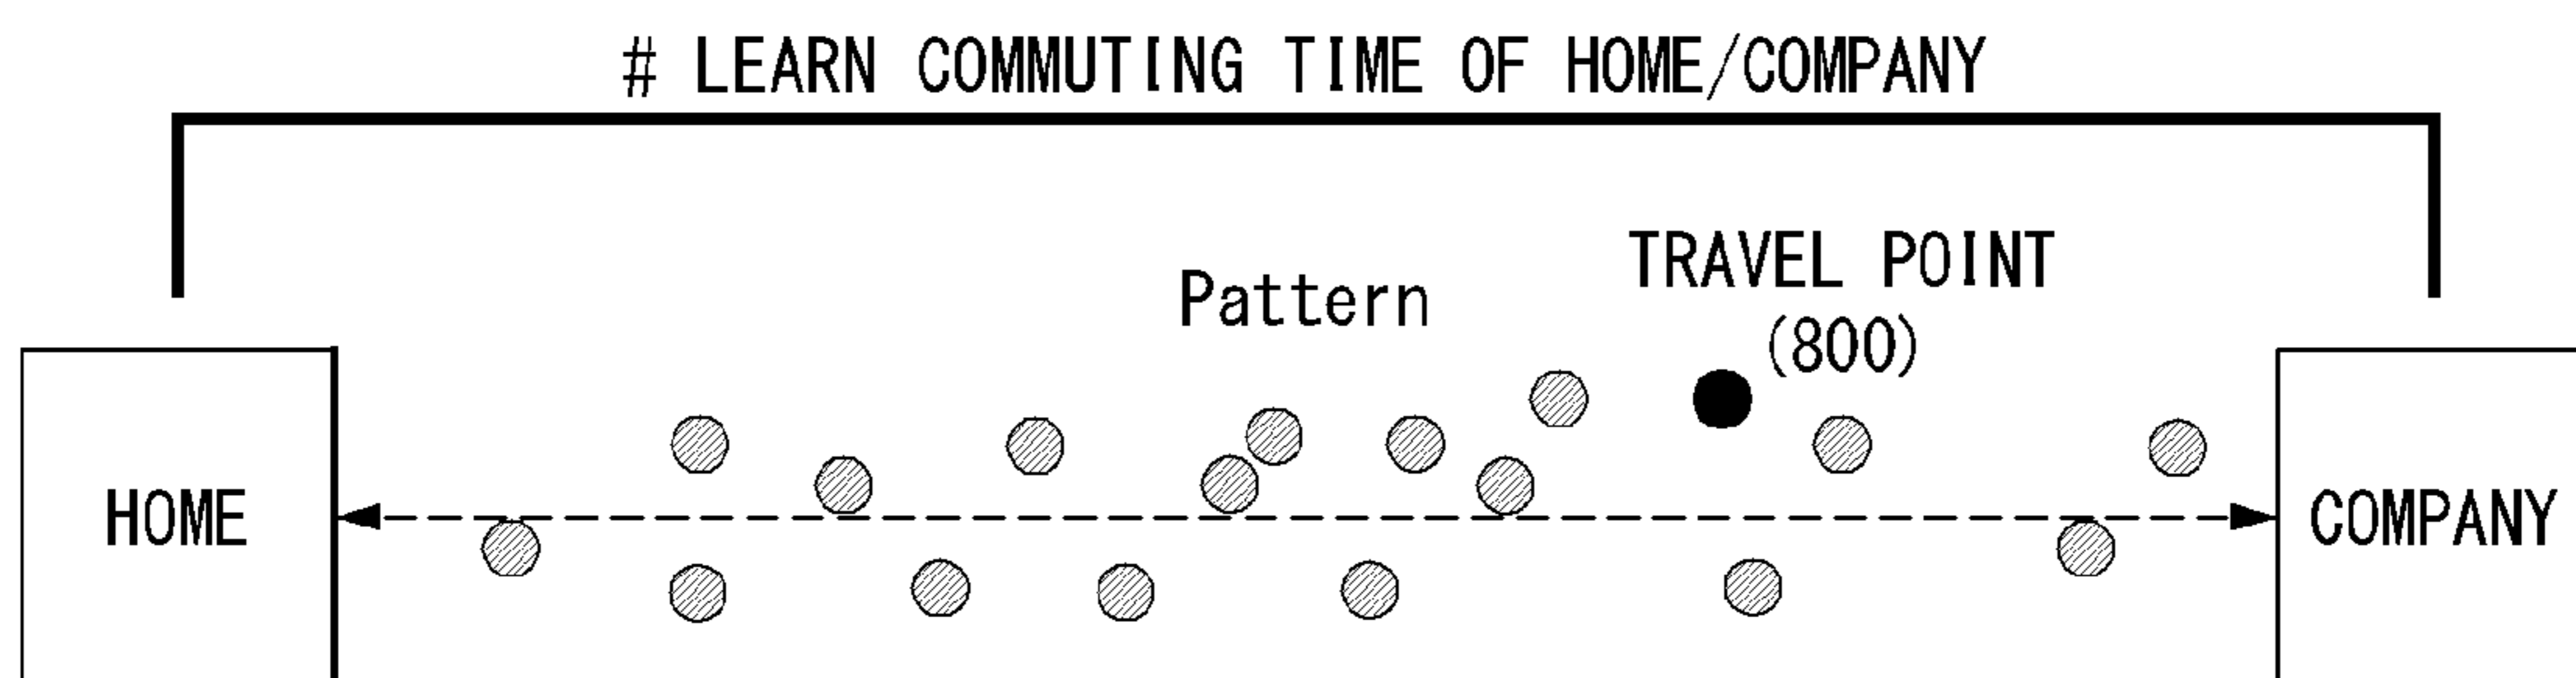 # LEARN COMMUTING TIME OF HOME/COMPANY
Pattern
TRAVEL POINT
(800)
HOME
COMPANY